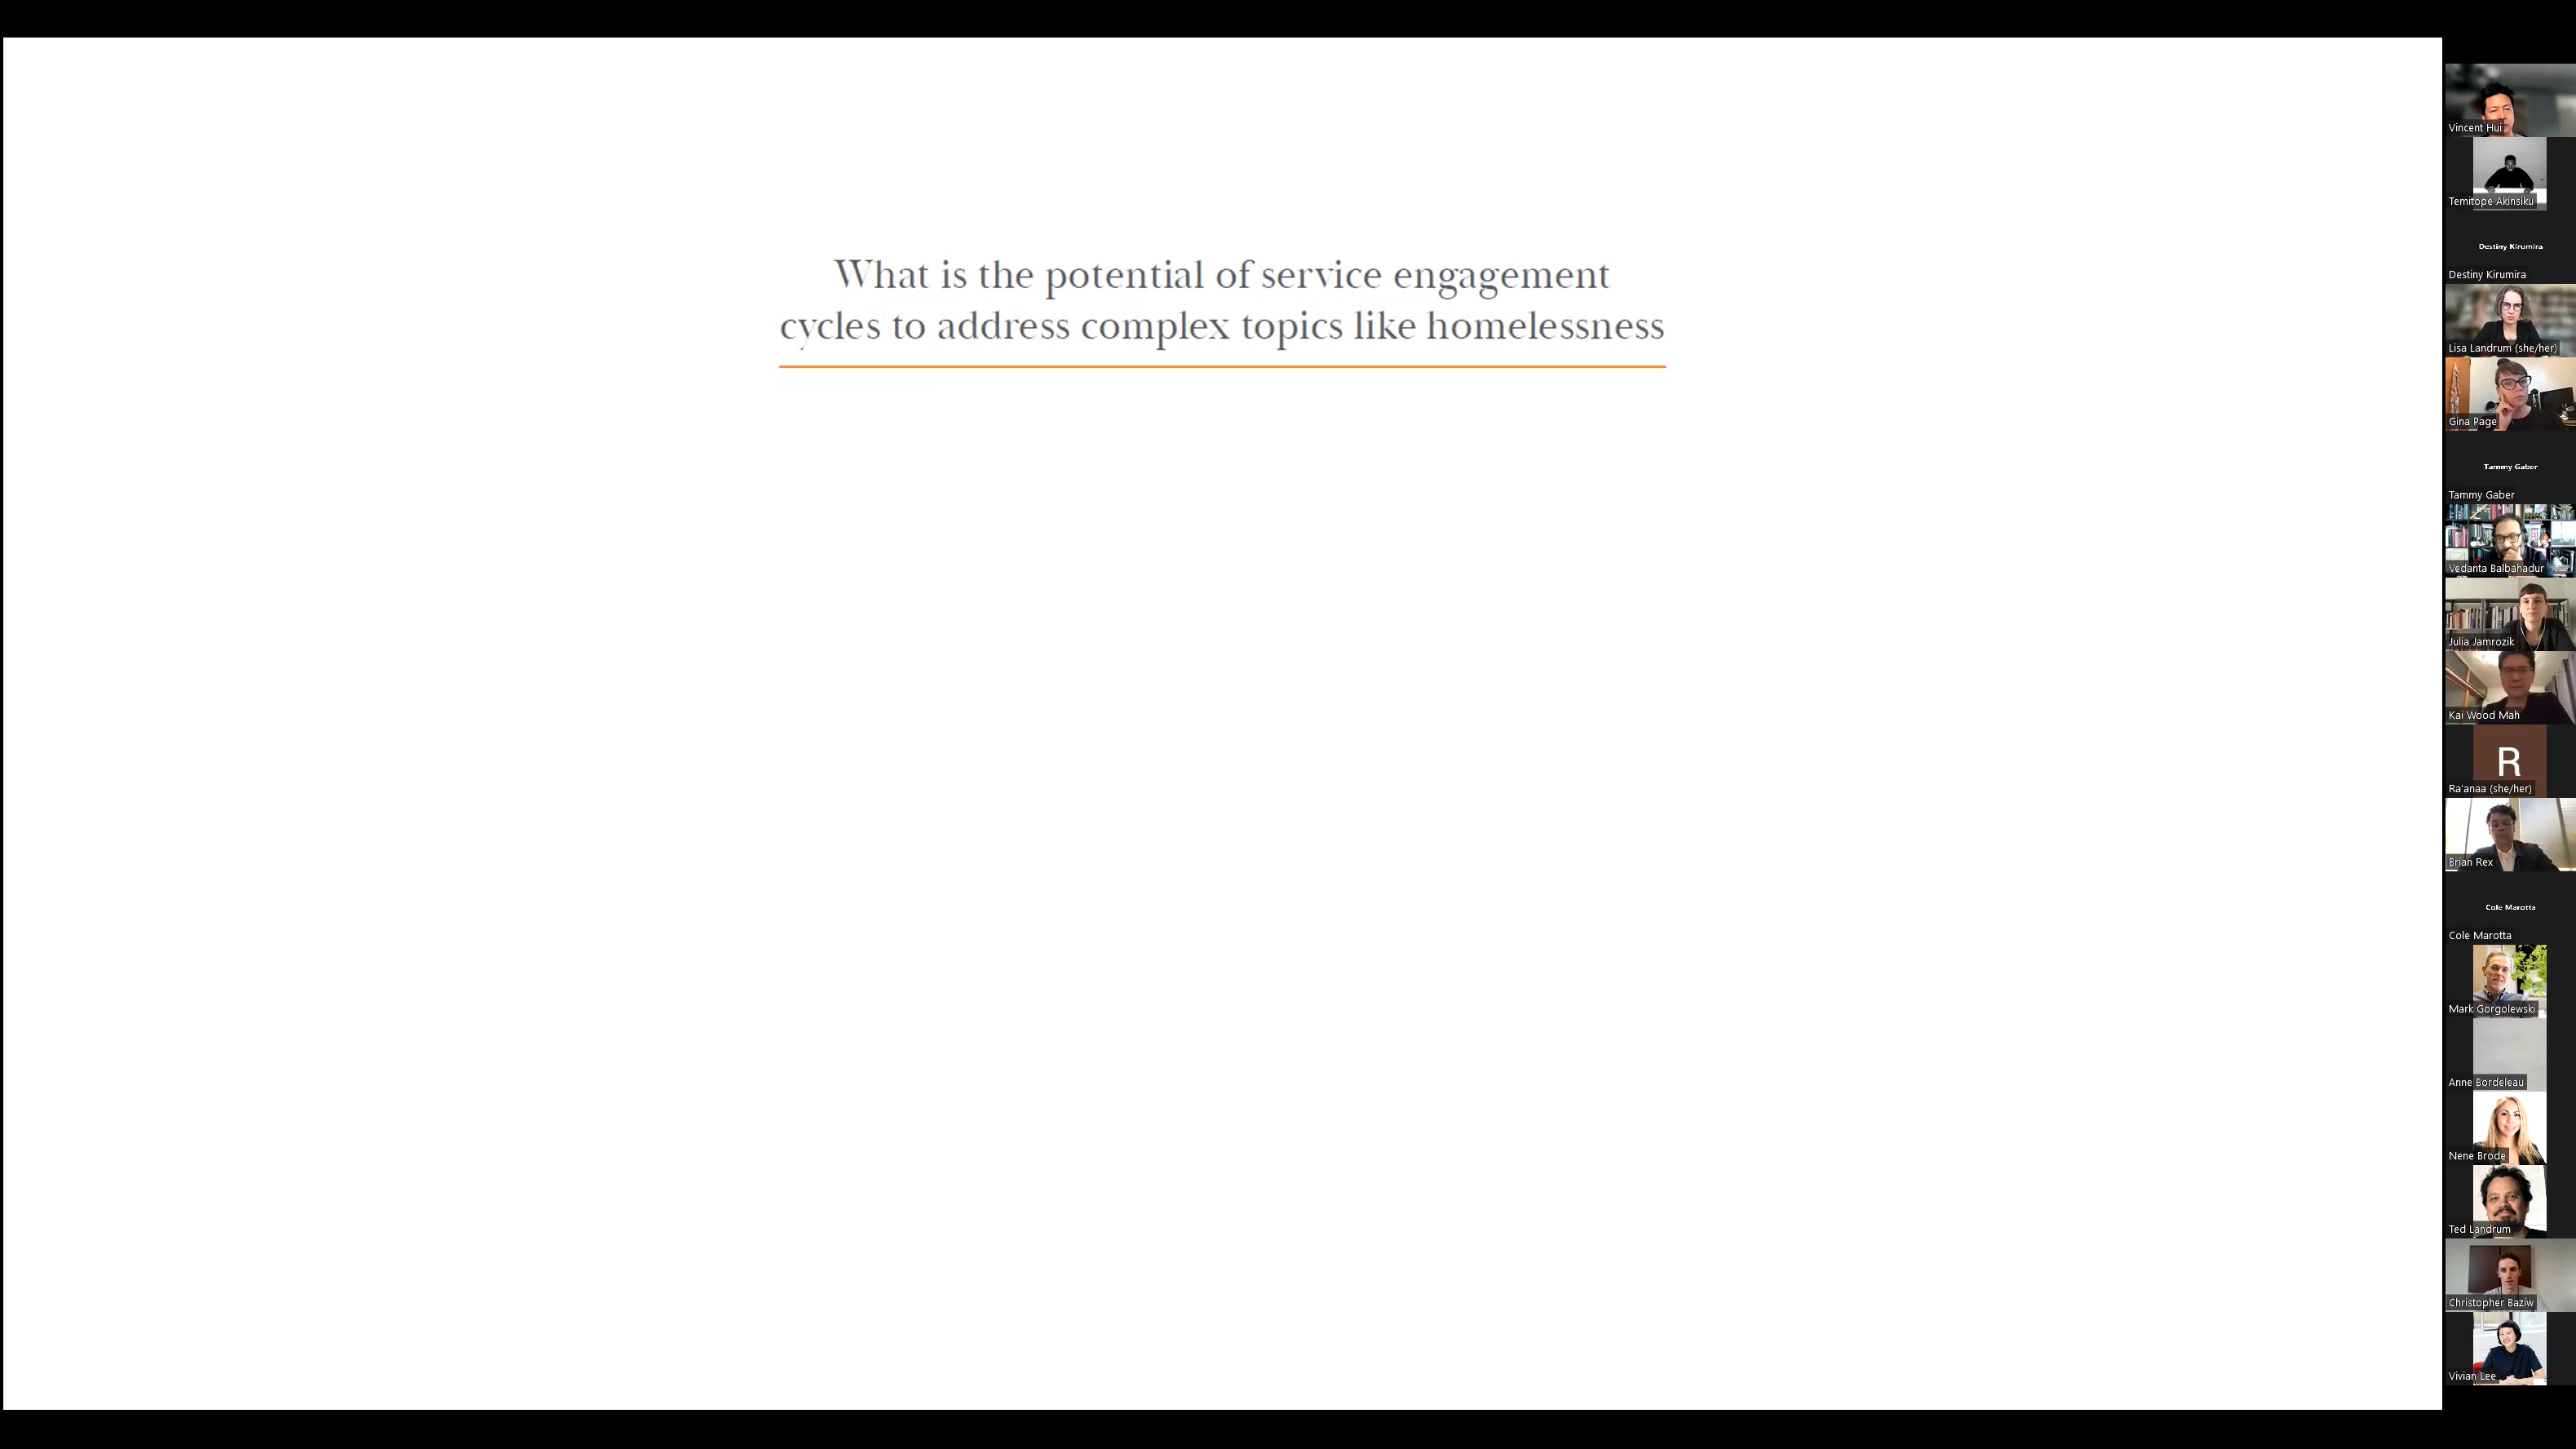 What is the potential of service engagement
cycles to address complex topics like homelessness
Vincent Hui
Temitope Akinsiku
Destiny Kirumira
Destiny Kirumira
Lisa Landrum (she/her)
Gina Page
Tammy Gaber
Tammy Gaber
Vedanta Balbahadur
Julia Jamrozik
Kai Wood Mah
R
Ra'anaa (she/her)
Brian Rex
Cole Marotta
Cole Marotta
Mark Gorgolewski
Anne Bordeleau
Nene Brode
Ted Landrum
Christopher Baziw
Vivian Lee